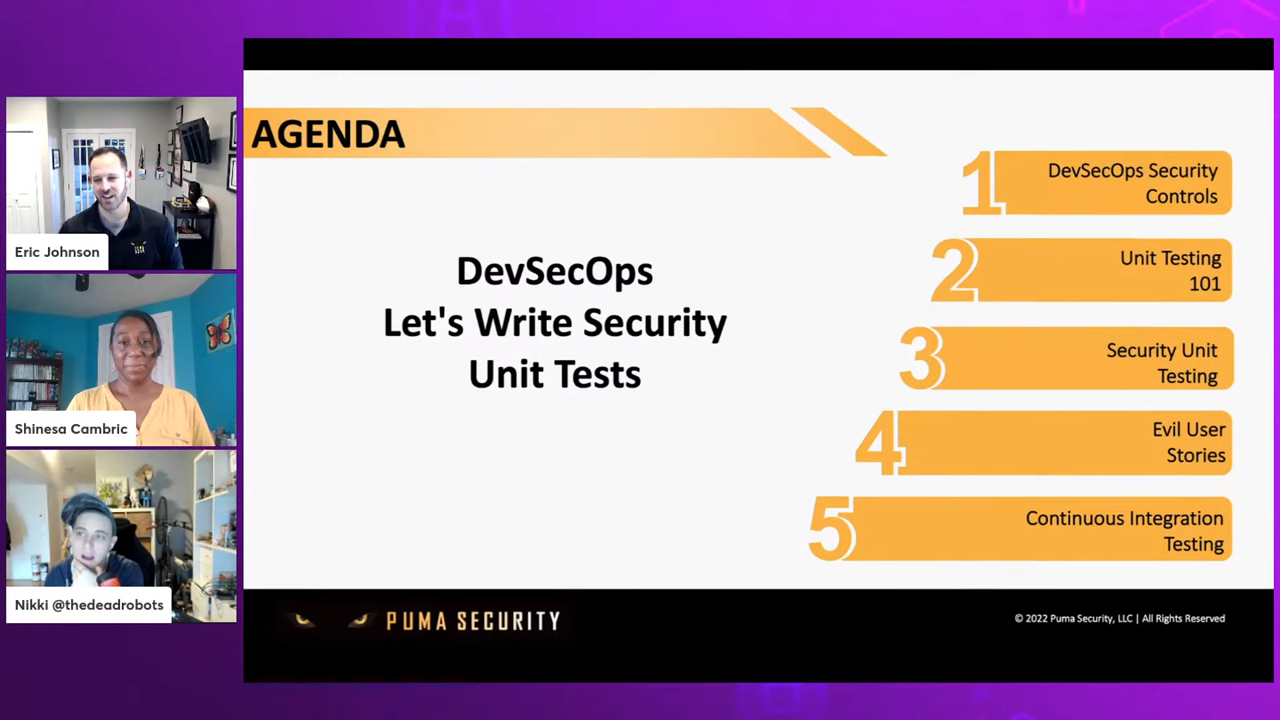 AGENDA
DevSecOps
Let's Write Security
Unit Tests
1
DevSecOps Security
Controls
2
Unit Testing
101
3
Security Unit
Testing
4
Evil User
Stories
5
Continuous Integration
Testing
PUMA SECURITY
© 2022 Puma Security, LLC | All Rights Reserved
Eric Johnson
Shinesa Cambric
Nikki @thedeadrobots